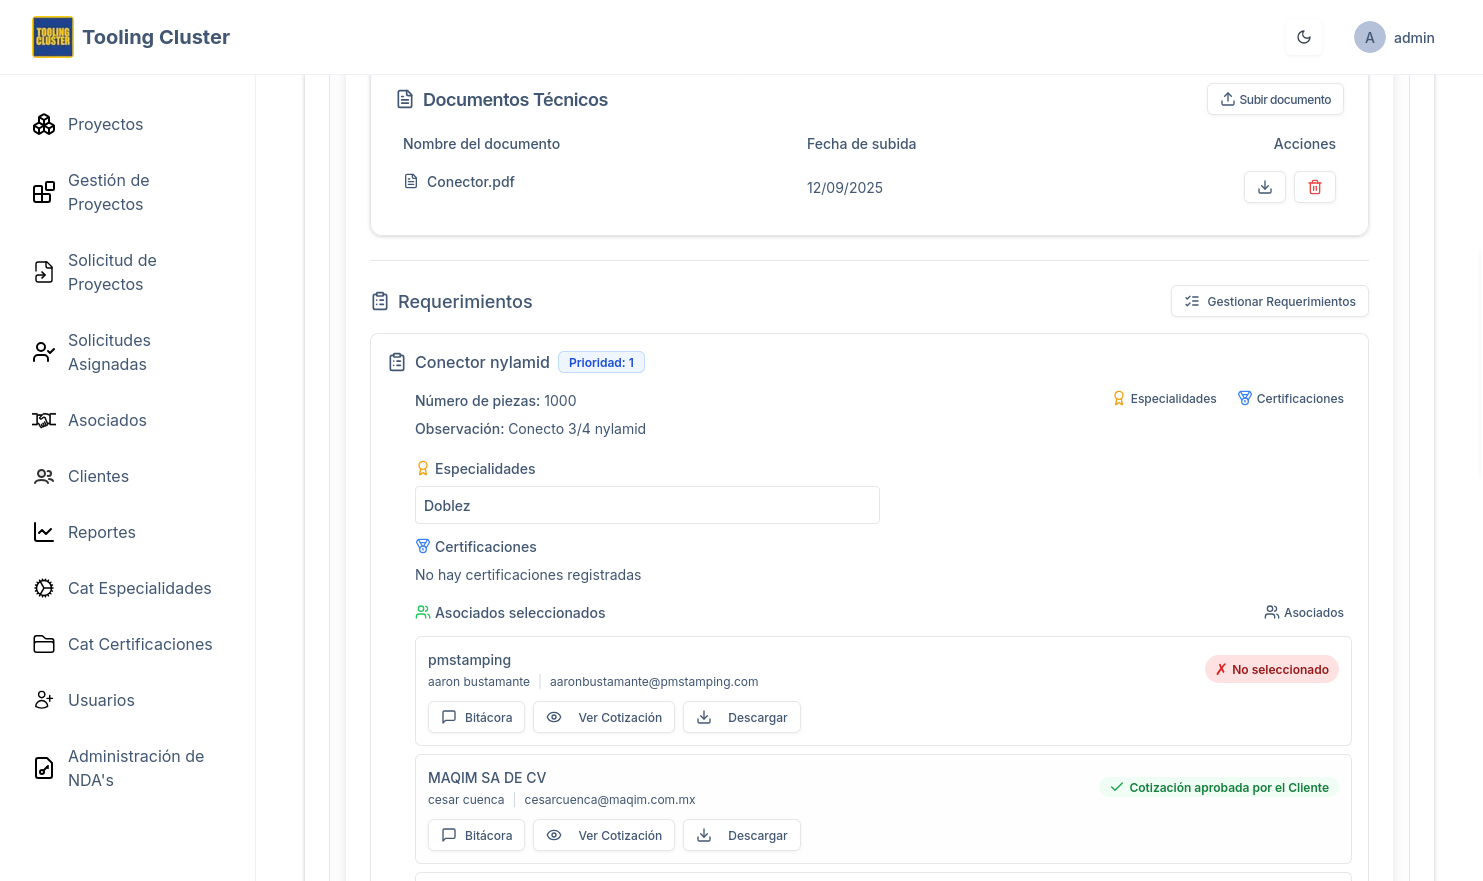 TOOLING CLUSTER
Tooling Cluster
A
admin
Proyectos
Gestión de
Proyectos
Solicitud de
Proyectos
Solicitudes
Asignadas
Asociados
Clientes
Reportes
Cat Especialidades
Cat Certificaciones
Usuarios
Administración de
NDA's
Documentos Técnicos
Subir documento
Nombre del documento
Fecha de subida
Acciones
Conector.pdf
12/09/2025
Requerimientos
Gestionar Requerimientos
Conector nylamid
Prioridad: 1
Número de piezas: 1000
Especialidades
Certificaciones
Observación: Conecto 3/4 nylamid
Especialidades
Doblez
Certificaciones
No hay certificaciones registradas
Asociados seleccionados
Asociados
pmstamping
aaron bustamante
aaronbustamante@pmstamping.com
✗ No seleccionado
Bitácora
Ver Cotización
Descargar
MAQIM SA DE CV
cesar cuenca
cesarcuenca@maqim.com.mx
Cotización aprobada por el Cliente
Bitácora
Ver Cotización
Descargar